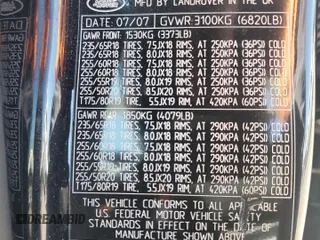 MFD BY LANDROVER IN THE UK
DATE: 07/07 GVWR: 3100KG (6820LB)
GAWR FRONT: 1530KG (3373LB)
235/65R18 TIRES, 7.5JX18 RIMS, AT 250KPA (36PSI) COLD
235/65R18 TIRES, 8.0JX18 RIMS, AT 250KPA (36PSI) COLD
255/60R18 TIRES, 7.5JX18 RIMS, AT 250KPA (36PSI) COLD
255/60R18 TIRES, 8.0JX18 RIMS, AT 250KPA (36PSI) COLD
255/55R19 TIRES, 8.0JX19 RIMS, AT 250KPA (36PSI) COLD
255/50R20 TIRES, 8.5JX20 RIMS, AT 250KPA (36PSI) COLD
T175/80R19 TIRES, 5.5JX19 RIMS, AT 420KPA (60PSI) COLD
GAWR REAR: 1850KG (4079LB)
235/65R18 TIRES, 7.5JX18 RIMS, AT 290KPA (42PSI) COLD
235/65R18 TIRES, 8.0JX18 RIMS, AT 290KPA (42PSI) COLD
255/60R18 TIRES, 7.5JX18 RIMS, AT 290KPA (42PSI) COLD
255/60R18 TIRES, 8.0JX18 RIMS, AT 290KPA (42PSI) COLD
255/55R19 TIRES, 8.0JX19 RIMS, AT 290KPA (42PSI) COLD
255/50R20 TIRES, 8.5JX20 RIMS, AT 290KPA (42PSI) COLD
T175/80R19 TIRES, 5.5JX19 RIMS, AT 420KPA (60PSI) COLD
THIS VEHICLE CONFORMS TO ALL APPLICABLE
U.S. FEDERAL MOTOR VEHICLE SAFETY
STANDARDS IN EFFECT ON THE DATE OF
MANUFACTURE SHOWN ABOVE
DREAMBID